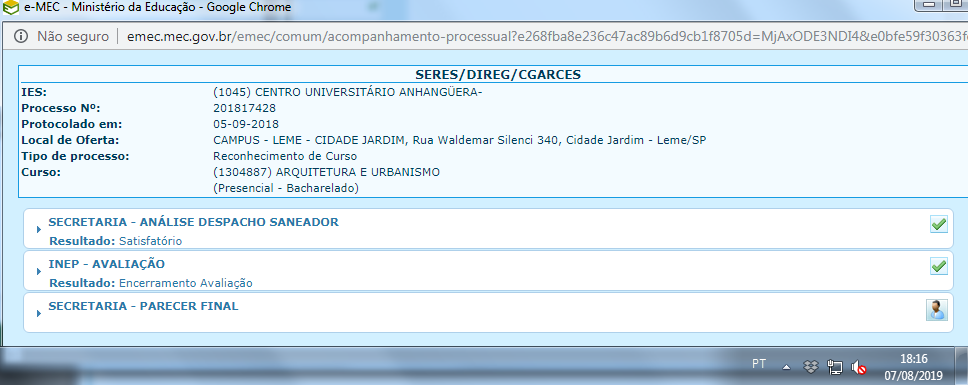 e-MEC - Ministério da Educação - Google Chrome
Não seguro | emec.mec.gov.br/emec/comum/acompanhamento-processual?e268fba8e236c47ac89b6d9cb1f8705d=MjAxODE3NDI4&e0bfe59f30363f
SERES/DIREG/CGARCES
IES: (1045) CENTRO UNIVERSITÁRIO ANHANGÜERA-
Processo Nº: 201817428
Protocolado em: 05-09-2018
Local de Oferta: CAMPUS - LEME - CIDADE JARDIM, Rua Waldemar Silenci 340, Cidade Jardim - Leme/SP
Tipo de processo: Reconhecimento de Curso
Curso: (1304887) ARQUITETURA E URBANISMO
(Presencial - Bacharelado)
SECRETARIA - ANÁLISE DESPACHO SANEADOR
Resultado: Satisfatório
INEP - AVALIAÇÃO
Resultado: Encerramento Avaliação
SECRETARIA - PARECER FINAL
PT
18:16
07/08/2019